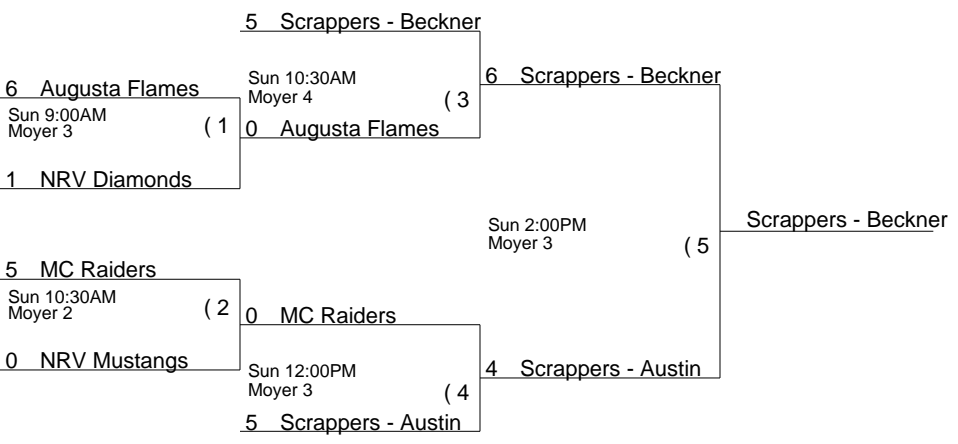 5 Scrappers - Beckner
Sun 10:30AM
Moyer 4
( 3
6 Scrappers - Beckner
6 Augusta Flames
Sun 9:00AM
Moyer 3
( 1
0 Augusta Flames
1 NRV Diamonds
Sun 2:00PM
Moyer 3
( 5
Scrappers - Beckner
5 MC Raiders
Sun 10:30AM
Moyer 2
( 2
0 MC Raiders
0 NRV Mustangs
Sun 12:00PM
Moyer 3
( 4
4 Scrappers - Austin
5 Scrappers - Austin